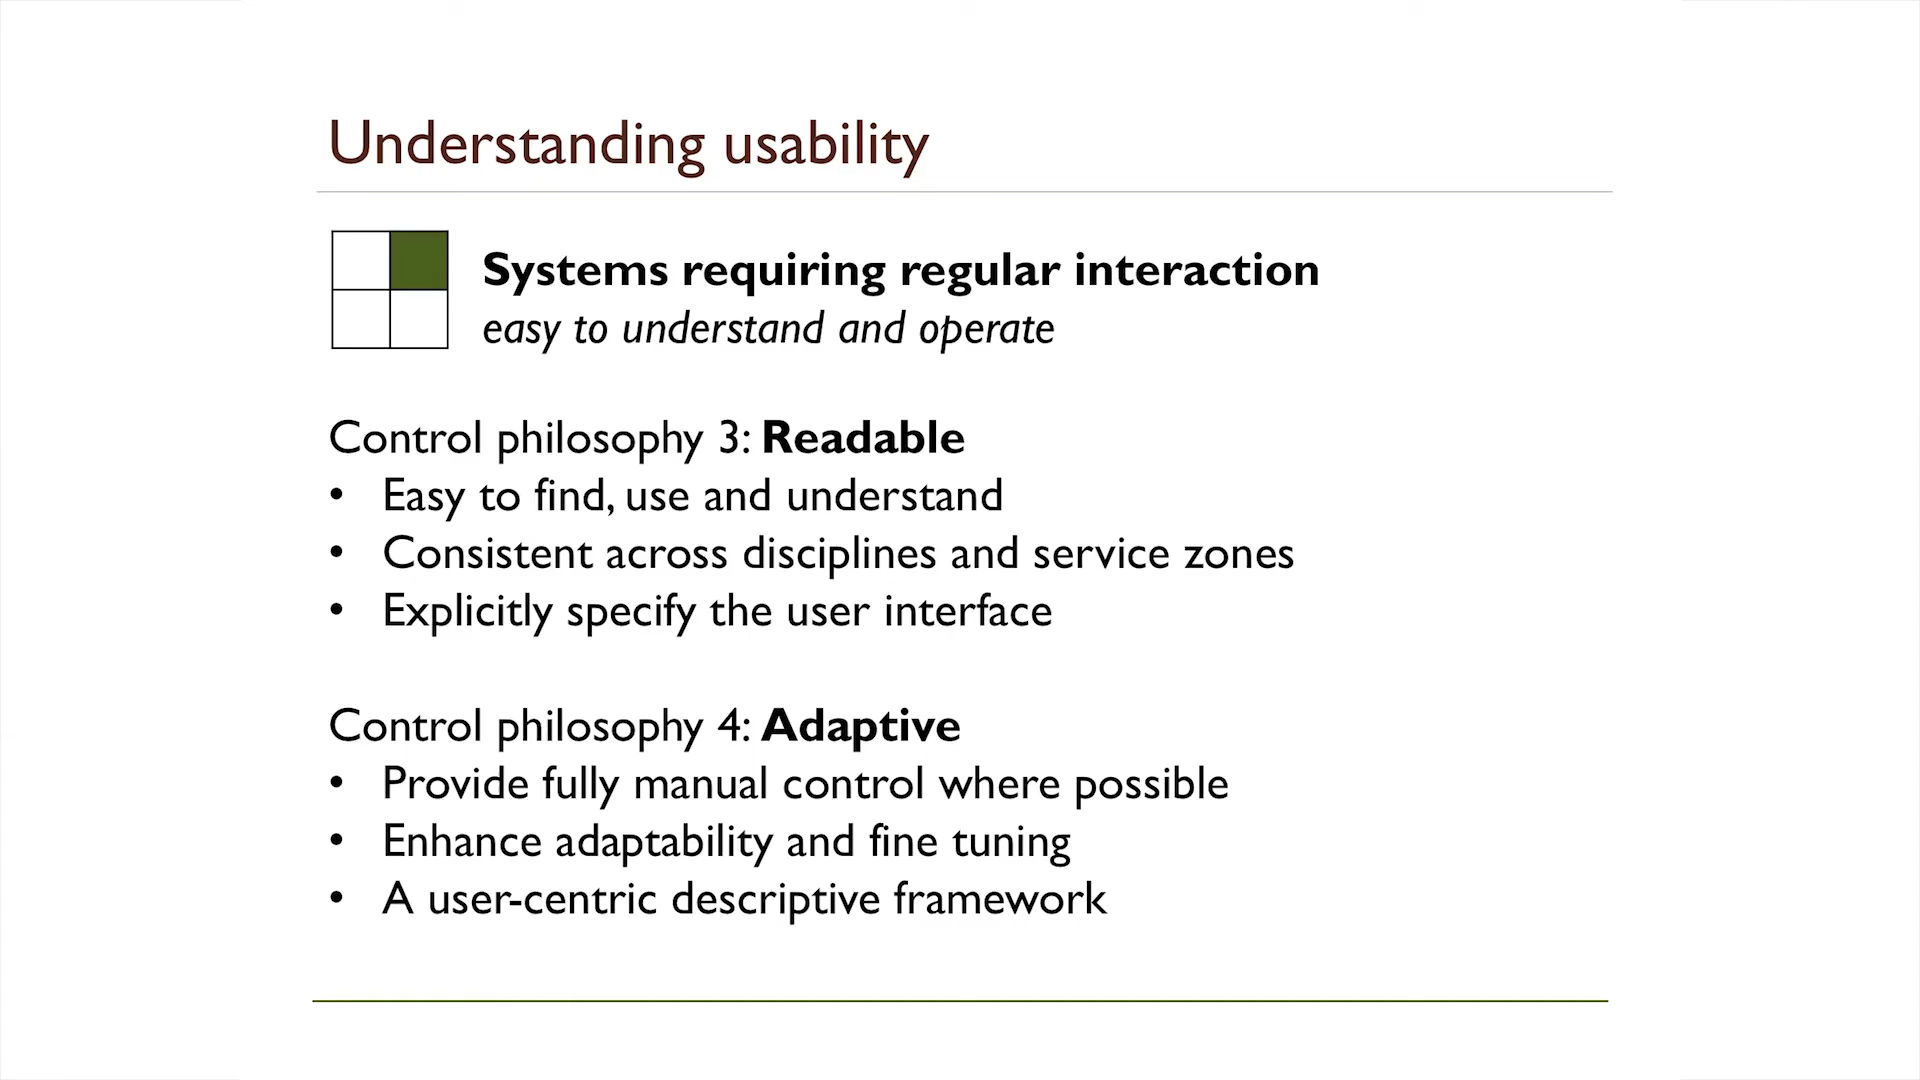 Understanding usability
Systems requiring regular interaction
easy to understand and operate
Control philosophy 3: Readable
• Easy to find, use and understand
• Consistent across disciplines and service zones
• Explicitly specify the user interface
Control philosophy 4: Adaptive
• Provide fully manual control where possible
• Enhance adaptability and fine tuning
• A user-centric descriptive framework